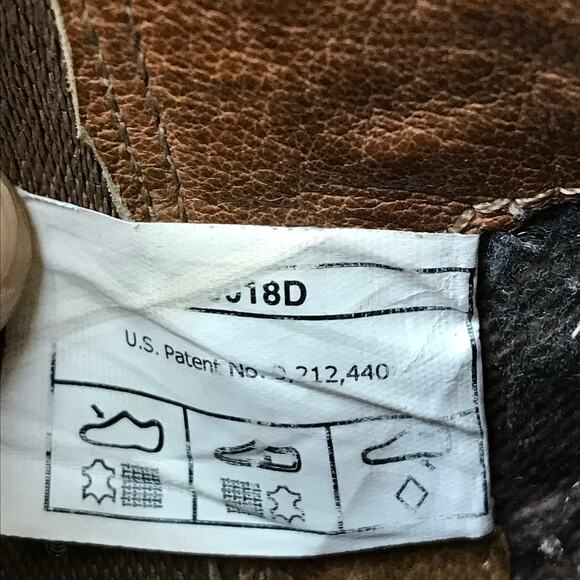 018D
U.S. Patent No. ,212,440